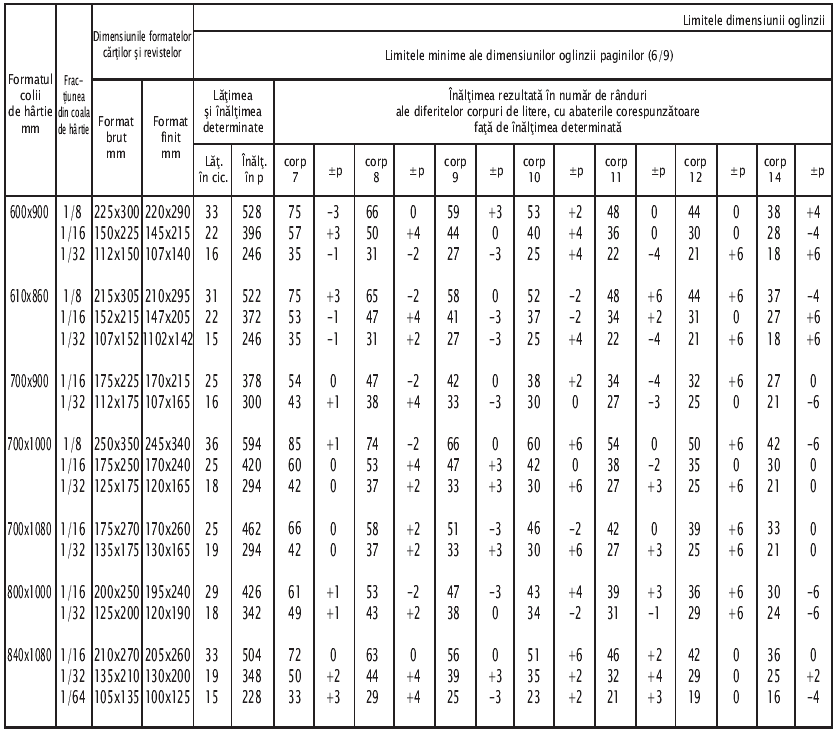 Limitele dimensiunii oglinzii
Dimensiunile formatelor cărților și revistelor
Limitele minime ale dimensiunilor oglinzii paginilor (6/9)
Formatul colii de hârtie mm
Frac-țiunea din coala de hârtie
Format brut mm
Format finit mm
Lățimea și înălțimea determinate
Înălțimea rezultată în număr de rânduri
ale diferitelor corpuri de litere, cu abaterile corespunzătoare
față de înălțimea determinată
Lăț. în cic. Înălț. în p corp 7 ±p corp 8 ±p corp 9 ±p corp 10 ±p corp 11 ±p corp 12 ±p corp 14 ±p
600x900 1/8 225x300 220x290 33 528 75 –3 66 0 59 +3 53 +2 48 0 44 0 38 +4
1/16 150x225 145x215 22 396 57 +3 50 +4 44 0 40 +4 36 0 30 0 28 –4
1/32 112x150 107x140 16 246 35 –1 31 –2 27 –3 25 +4 22 –4 21 +6 18 +6
610x860 1/8 215x305 210x295 31 522 75 +3 65 –2 58 0 52 –2 48 +6 44 +6 37 –4
1/16 152x215 147x205 22 372 53 –1 47 +4 41 –3 37 –2 34 +2 31 0 27 +6
1/32 107x152 1102x142 15 246 35 –1 31 +2 27 –3 25 +4 22 –4 21 +6 18 +6
700x900 1/16 175x225 170x215 25 378 54 0 47 –2 42 0 38 +2 34 –4 32 +6 27 0
1/32 112x175 107x165 16 300 43 +1 38 +4 33 –3 30 0 27 –3 25 0 21 –6
700x1000 1/8 250x350 245x340 36 594 85 +1 74 –2 66 0 60 +6 54 0 50 +6 42 –6
1/16 175x250 170x240 25 420 60 0 53 +4 47 +3 42 0 38 –2 35 0 30 0
1/32 125x175 120x165 18 294 42 0 37 +2 33 +3 30 +6 27 +3 25 +6 21 0
700x1080 1/16 175x270 170x260 25 462 66 0 58 +2 51 –3 46 –2 42 0 39 +6 33 0
1/32 135x175 130x165 19 294 42 0 37 +2 33 +3 30 +6 27 +3 25 +6 21 0
800x1000 1/16 200x250 195x240 29 426 61 +1 53 –2 47 –3 43 +4 39 +3 36 +6 30 –6
1/32 125x200 120x190 18 342 49 +1 43 +2 38 0 34 –2 31 –1 29 +6 24 –6
840x1080 1/16 210x270 205x260 33 504 72 0 63 0 56 0 51 +6 46 +2 42 0 36 0
1/32 135x210 130x200 19 348 50 +2 44 +4 39 +3 35 +2 32 +4 29 0 25 +2
1/64 105x135 100x125 15 228 33 +3 29 +4 25 –3 23 +2 21 +3 19 0 16 –4